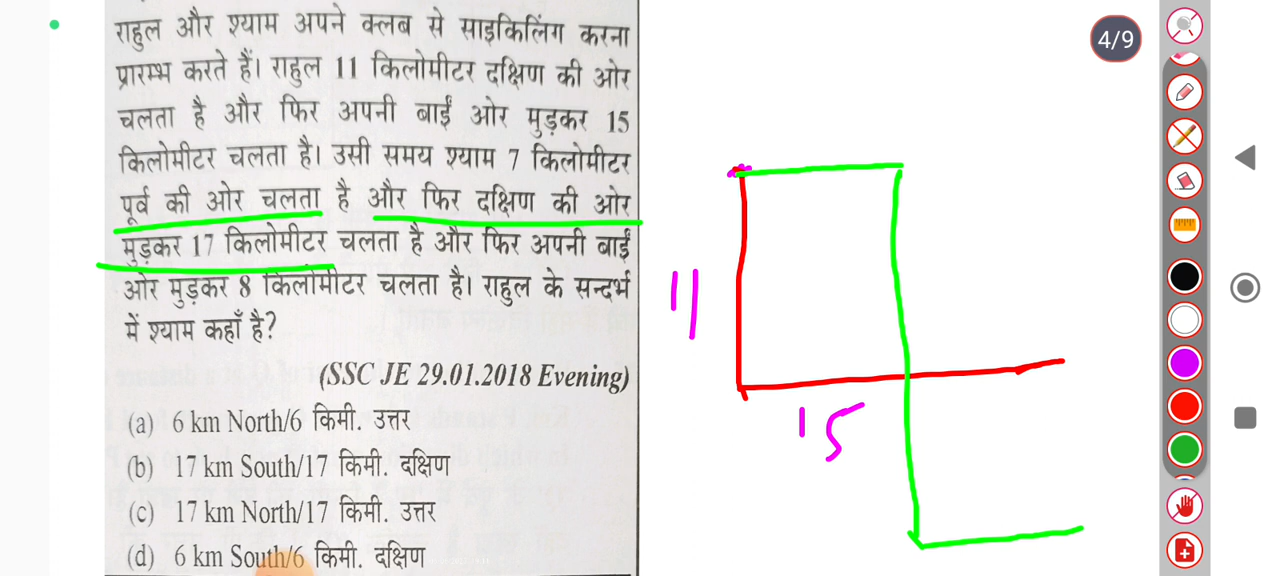 राहुल और श्याम अपने क्लब से साइकिलिंग करना
प्रारम्भ करते हैं। राहुल 11 किलोमीटर दक्षिण की ओर
चलता है और फिर अपनी बाईं ओर मुड़कर 15
किलोमीटर चलता है। उसी समय श्याम 7 किलोमीटर
पूर्व की ओर चलता है और फिर दक्षिण की ओर
मुड़कर 17 किलोमीटर चलता है और फिर अपनी बाईं
ओर मुड़कर 8 किलोमीटर चलता है। राहुल के सन्दर्भ
में श्याम कहाँ है?
(SSC JE 29.01.2018 Evening)
(a) 6 km North/6 किमी. उत्तर
(b) 17 km South/17 किमी. दक्षिण
(c) 17 km North/17 किमी. उत्तर
(d) 6 km South/6 किमी. दक्षिण
11
15
4/9